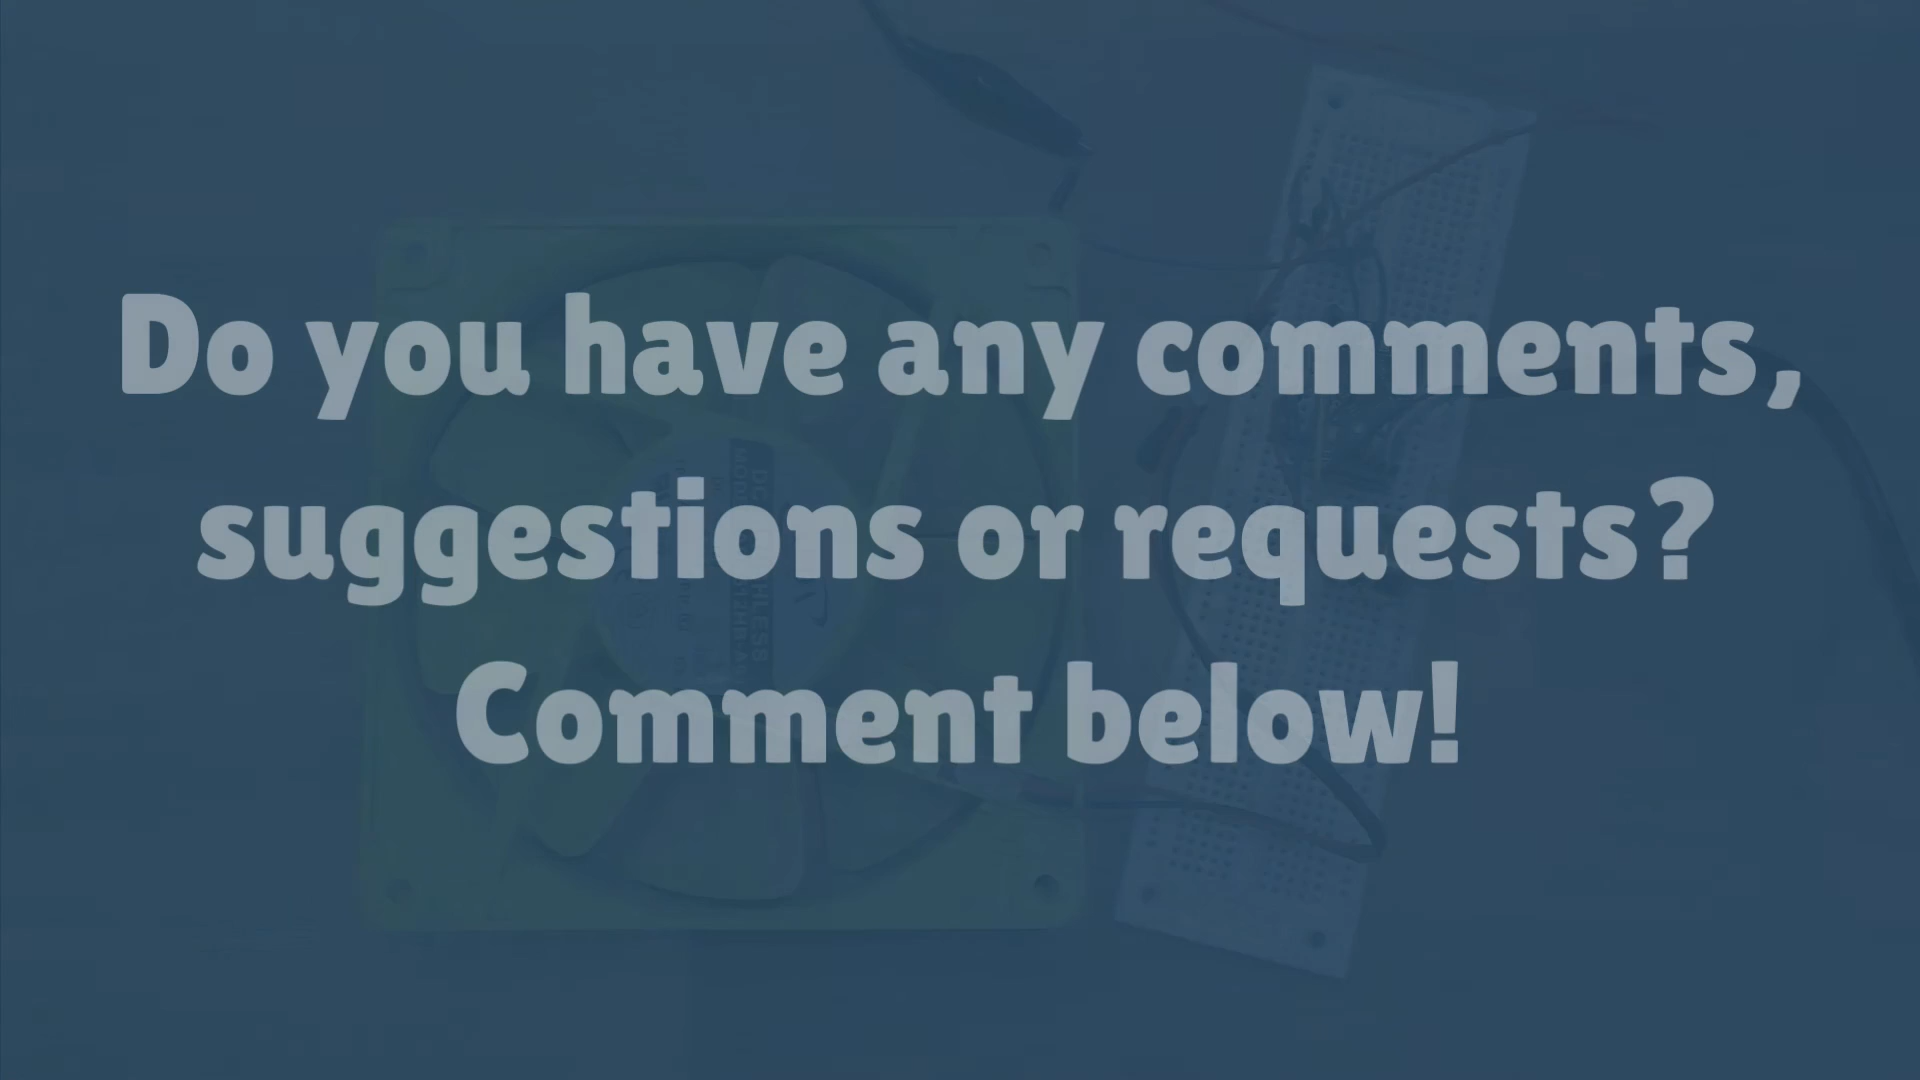 Do you have any comments,
suggestions or requests?
Comment below!